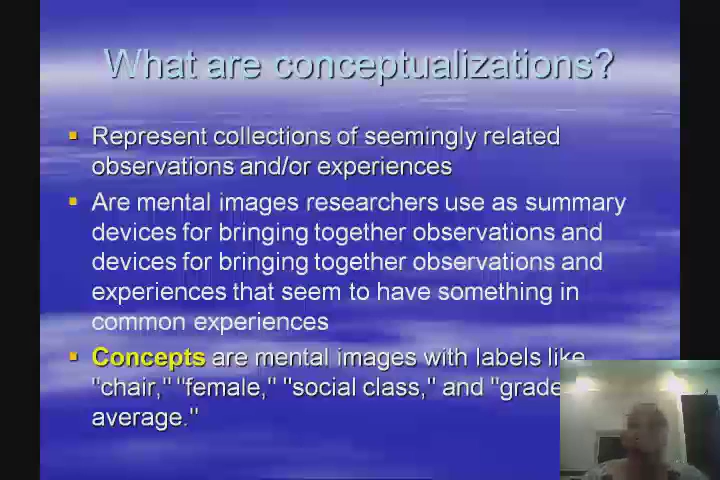 What are conceptualizations?
Represent collections of seemingly related
observations and/or experiences
Are mental images researchers use as summary
devices for bringing together observations and
devices for bringing together observations and
experiences that seem to have something in
common experiences
Concepts are mental images with labels like
"chair," "female," "social class," and "grade
average."